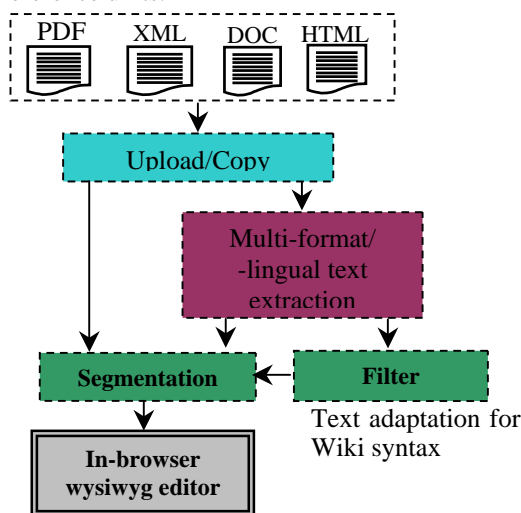 PDF XML DOC HTML
Upload/Copy
Multi-format/
-lingual text
extraction
Segmentation
Filter
Text adaptation for
Wiki syntax
In-browser
wysiwyg editor